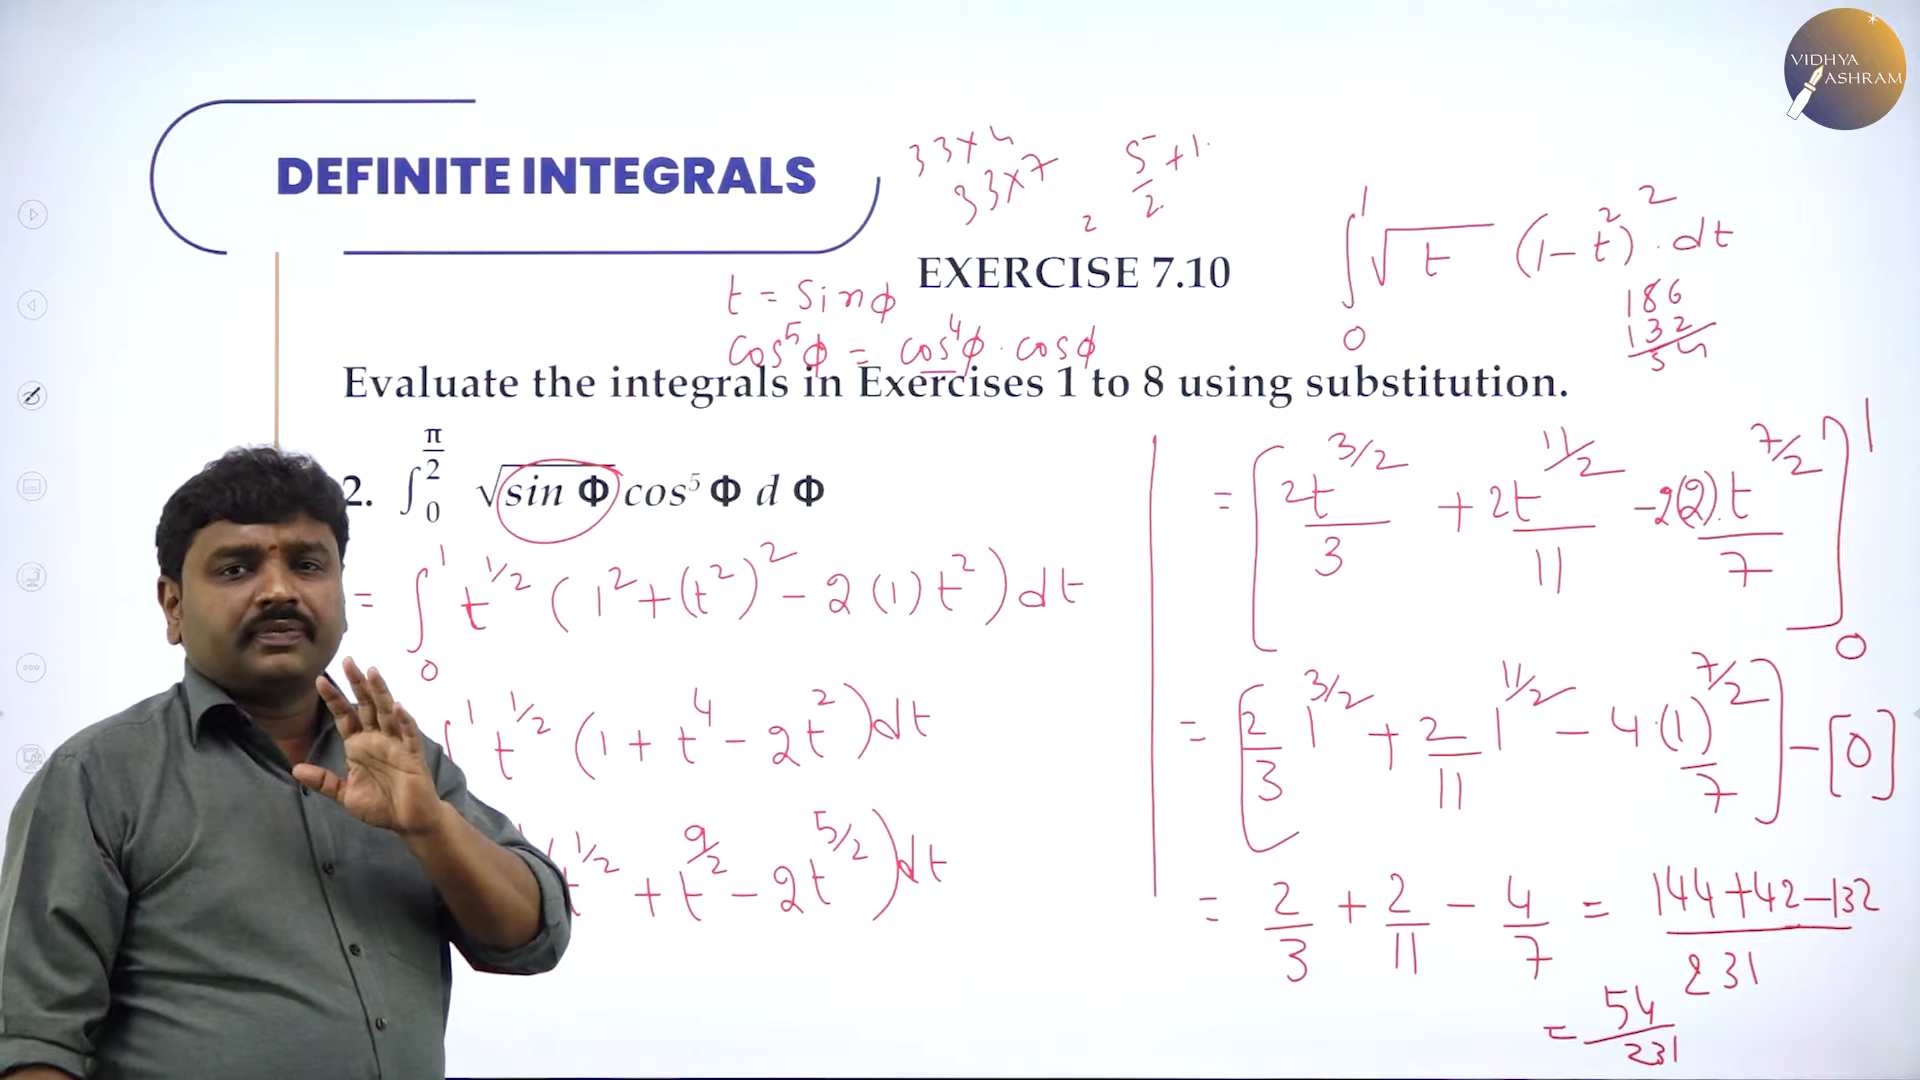 VIDHYA
ASHRAM
DEFINITE INTEGRALS
33×4
33×7
5/2 + 1
2
EXERCISE 7.10
∫₀¹ √t (1-t²)² . dt
186
132
54
t = Sinϕ
cos⁵ϕ = cos⁴ϕ . cosϕ
Evaluate the integrals in Exercises 1 to 8 using substitution.
2. ∫₀^(π/2) √sin Φ cos⁵ Φ d Φ
= ∫₀¹ t^(1/2) (1² + (t²)² - 2(1)t²) dt
∫ ¹ t^(1/2) (1 + t⁴ - 2t²) dt
t^(1/2) + t^(9/2) - 2t^(5/2)) dt
= [2t^(3/2)/3 + 2t^(11/2)/11 - 2(2).t^(7/2)/7]₀¹
= [2/3 1^(3/2) + 2/11 1^(11/2) - 4.(1)^(7/2)/7] - [0]
= 2/3 + 2/11 - 4/7 = 144+42-132/231
= 54/231